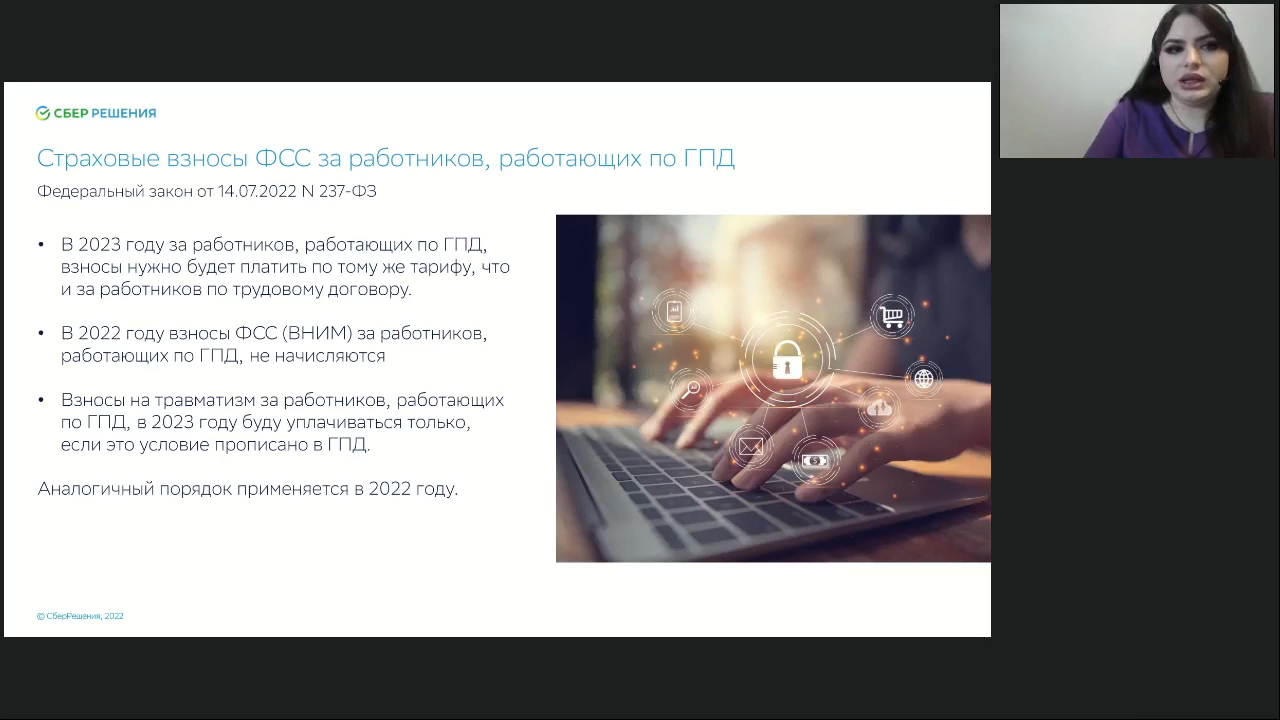 СБЕР РЕШЕНИЯ
Страховые взносы ФСС за работников, работающих по ГПД
Федеральный закон от 14.07.2022 N 237-ФЗ
• В 2023 году за работников, работающих по ГПД,
взносы нужно будет платить по тому же тарифу, что
и за работников по трудовому договору.
• В 2022 году взносы ФСС (ВНИМ) за работников,
работающих по ГПД, не начисляются
• Взносы на травматизм за работников, работающих
по ГПД, в 2023 году буду уплачиваться только,
если это условие прописано в ГПД.
Аналогичный порядок применяется в 2022 году.
© СберРешения, 2022